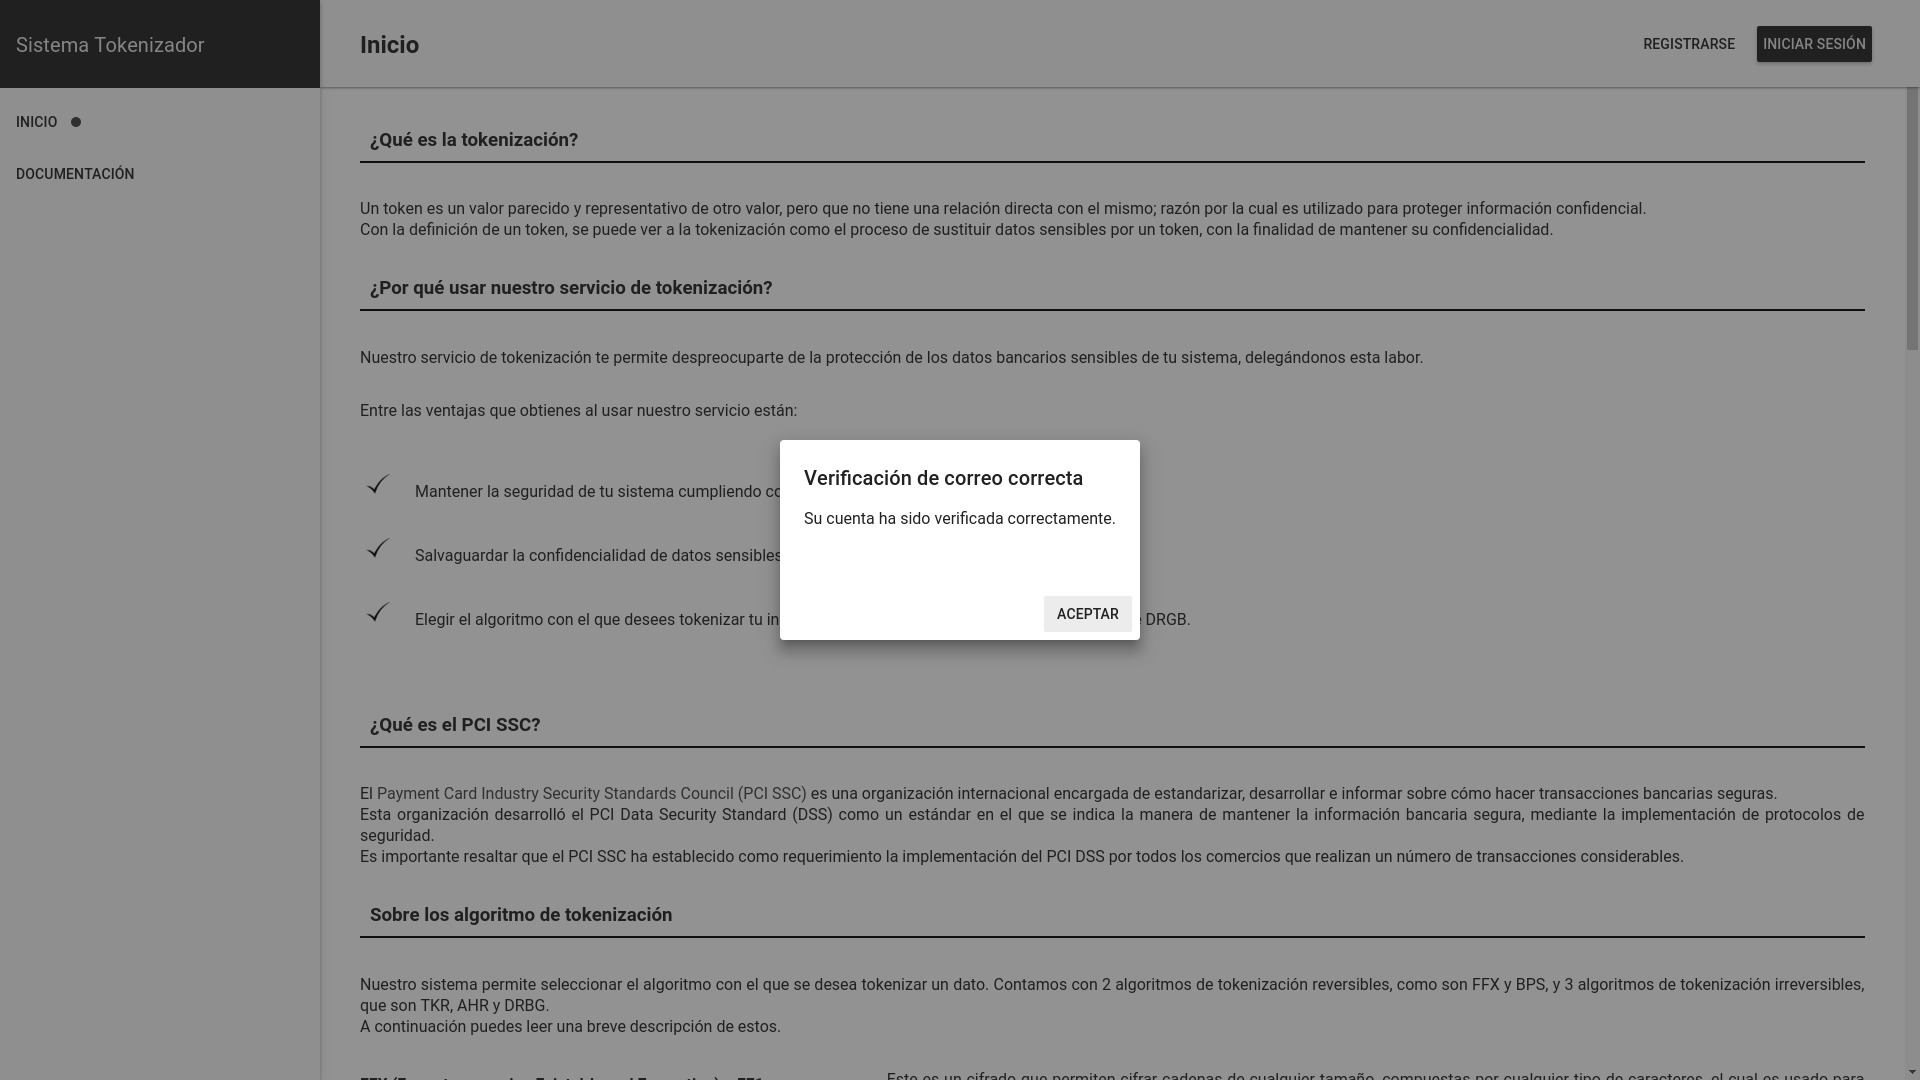 Sistema Tokenizador
Inicio
REGISTRARSE
INICIAR SESIÓN
INICIO
DOCUMENTACIÓN
¿Qué es la tokenización?
Un token es un valor parecido y representativo de otro valor, pero que no tiene una relación directa con el mismo; razón por la cual es utilizado para proteger información confidencial.
Con la definición de un token, se puede ver a la tokenización como el proceso de sustituir datos sensibles por un token, con la finalidad de mantener su confidencialidad.
¿Por qué usar nuestro servicio de tokenización?
Nuestro servicio de tokenización te permite despreocuparte de la protección de los datos bancarios sensibles de tu sistema, delegándonos esta labor.
Entre las ventajas que obtienes al usar nuestro servicio están:
Mantener la seguridad de tu sistema cumpliendo
Salvaguardar la confidencialidad de datos sensibles
Elegir el algoritmo con el que desees tokenizar tu
DRGB.
Verificación de correo correcta
Su cuenta ha sido verificada correctamente.
ACEPTAR
¿Qué es el PCI SSC?
El Payment Card Industry Security Standards Council (PCI SSC) es una organización internacional encargada de estandarizar, desarrollar e informar sobre cómo hacer transacciones bancarias seguras.
Esta organización desarrolló el PCI Data Security Standard (DSS) como un estándar en el que se indica la manera de mantener la información bancaria segura, mediante la implementación de protocolos de
seguridad.
Es importante resaltar que el PCI SSC ha establecido como requerimiento la implementación del PCI DSS por todos los comercios que realizan un número de transacciones considerables.
Sobre los algoritmo de tokenización
Nuestro sistema permite seleccionar el algoritmo con el que se desea tokenizar un dato. Contamos con 2 algoritmos de tokenización reversibles, como son FFX y BPS, y 3 algoritmos de tokenización irreversibles,
que son TKR, AHR y DRBG.
A continuación puedes leer una breve descripción de estos.
Este es un cifrado que permiten cifrar cadenas de cualquier tamaño, compuestas por cualquier tipo de caracteres, el cual es usado para